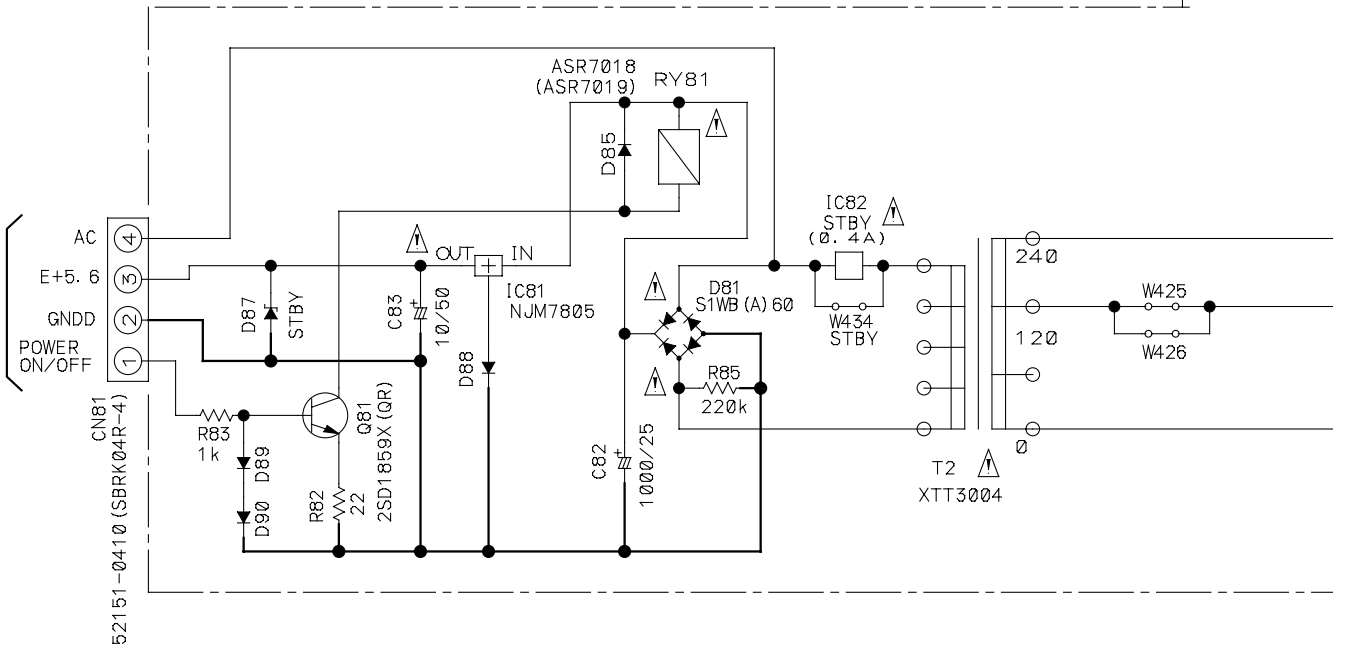 ASR7018
(ASR7019)
RY81
D85
AC
4
E+5.6
3
GNDD
2
POWER
ON/OFF
1
CN81
52151-0410(SBRK04R-4)
D87
STBY
C83
+
10/50
OUT
+
IN
IC81
NJM7805
D88
R83
1k
D89
D90
Q81
2SD1859X(QR)
R82
22
C82
+
1000/25
D81
S1WB(A)60
R85
220k
IC82
STBY
(0.4A)
W434
STBY
T2
XTT3004
240
120
0
W425
W426
!
!
!
!
!
!